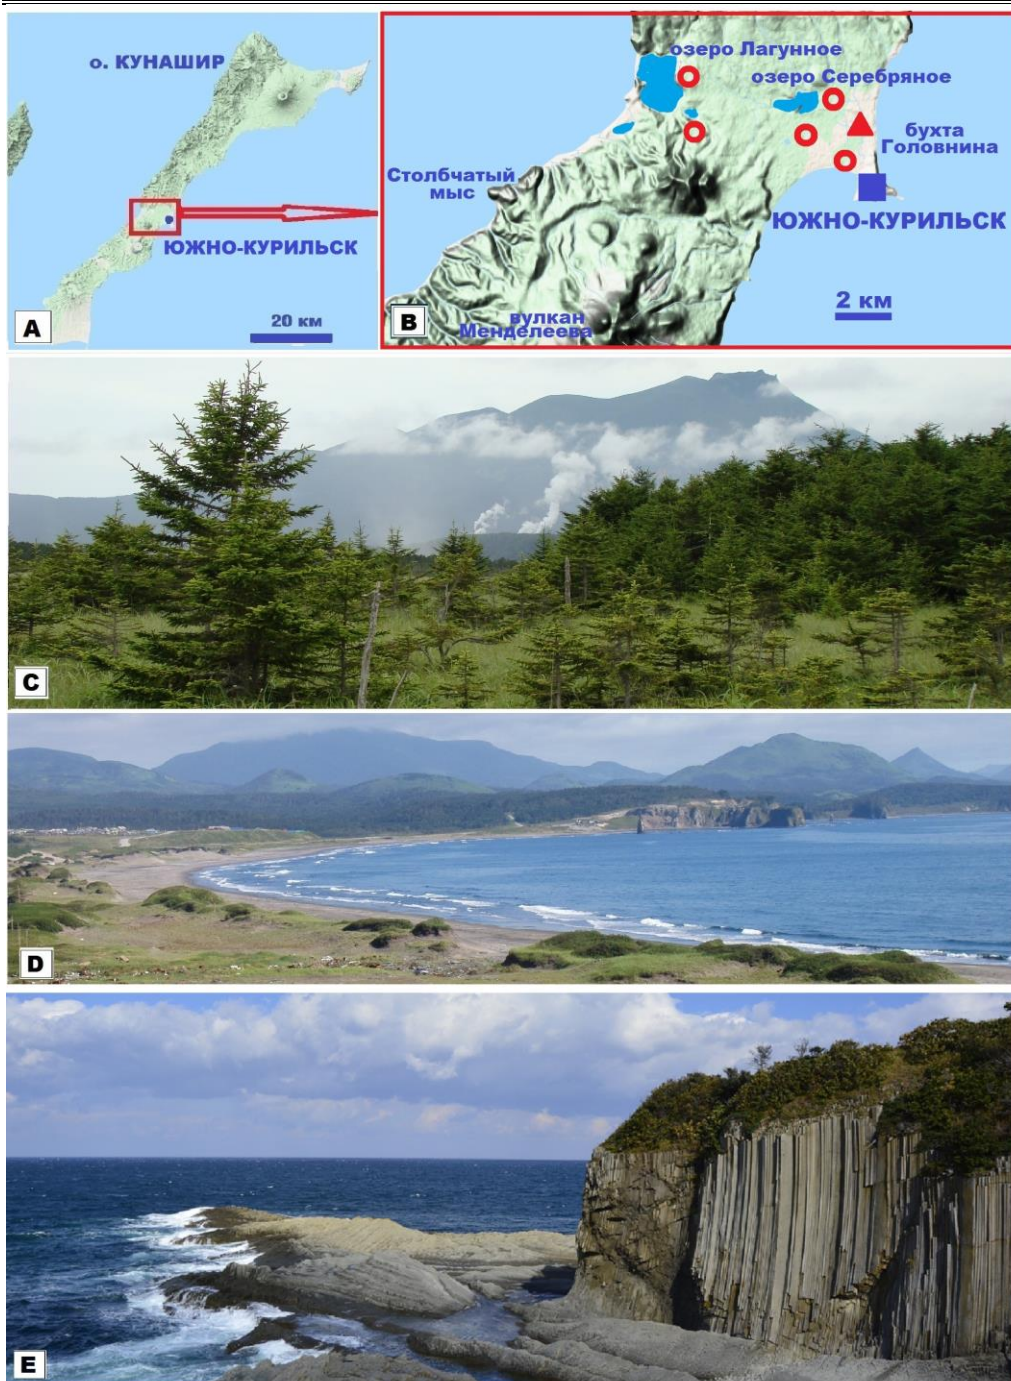 о. КУНАШИР
ЮЖНО-КУРИЛЬСК
20 км
A
озеро Лагунное
озеро Серебряное
бухта
Головнина
Столбчатый
мыс
ЮЖНО-КУРИЛЬСК
2 км
вулкан
Менделеева
B
C
D
E